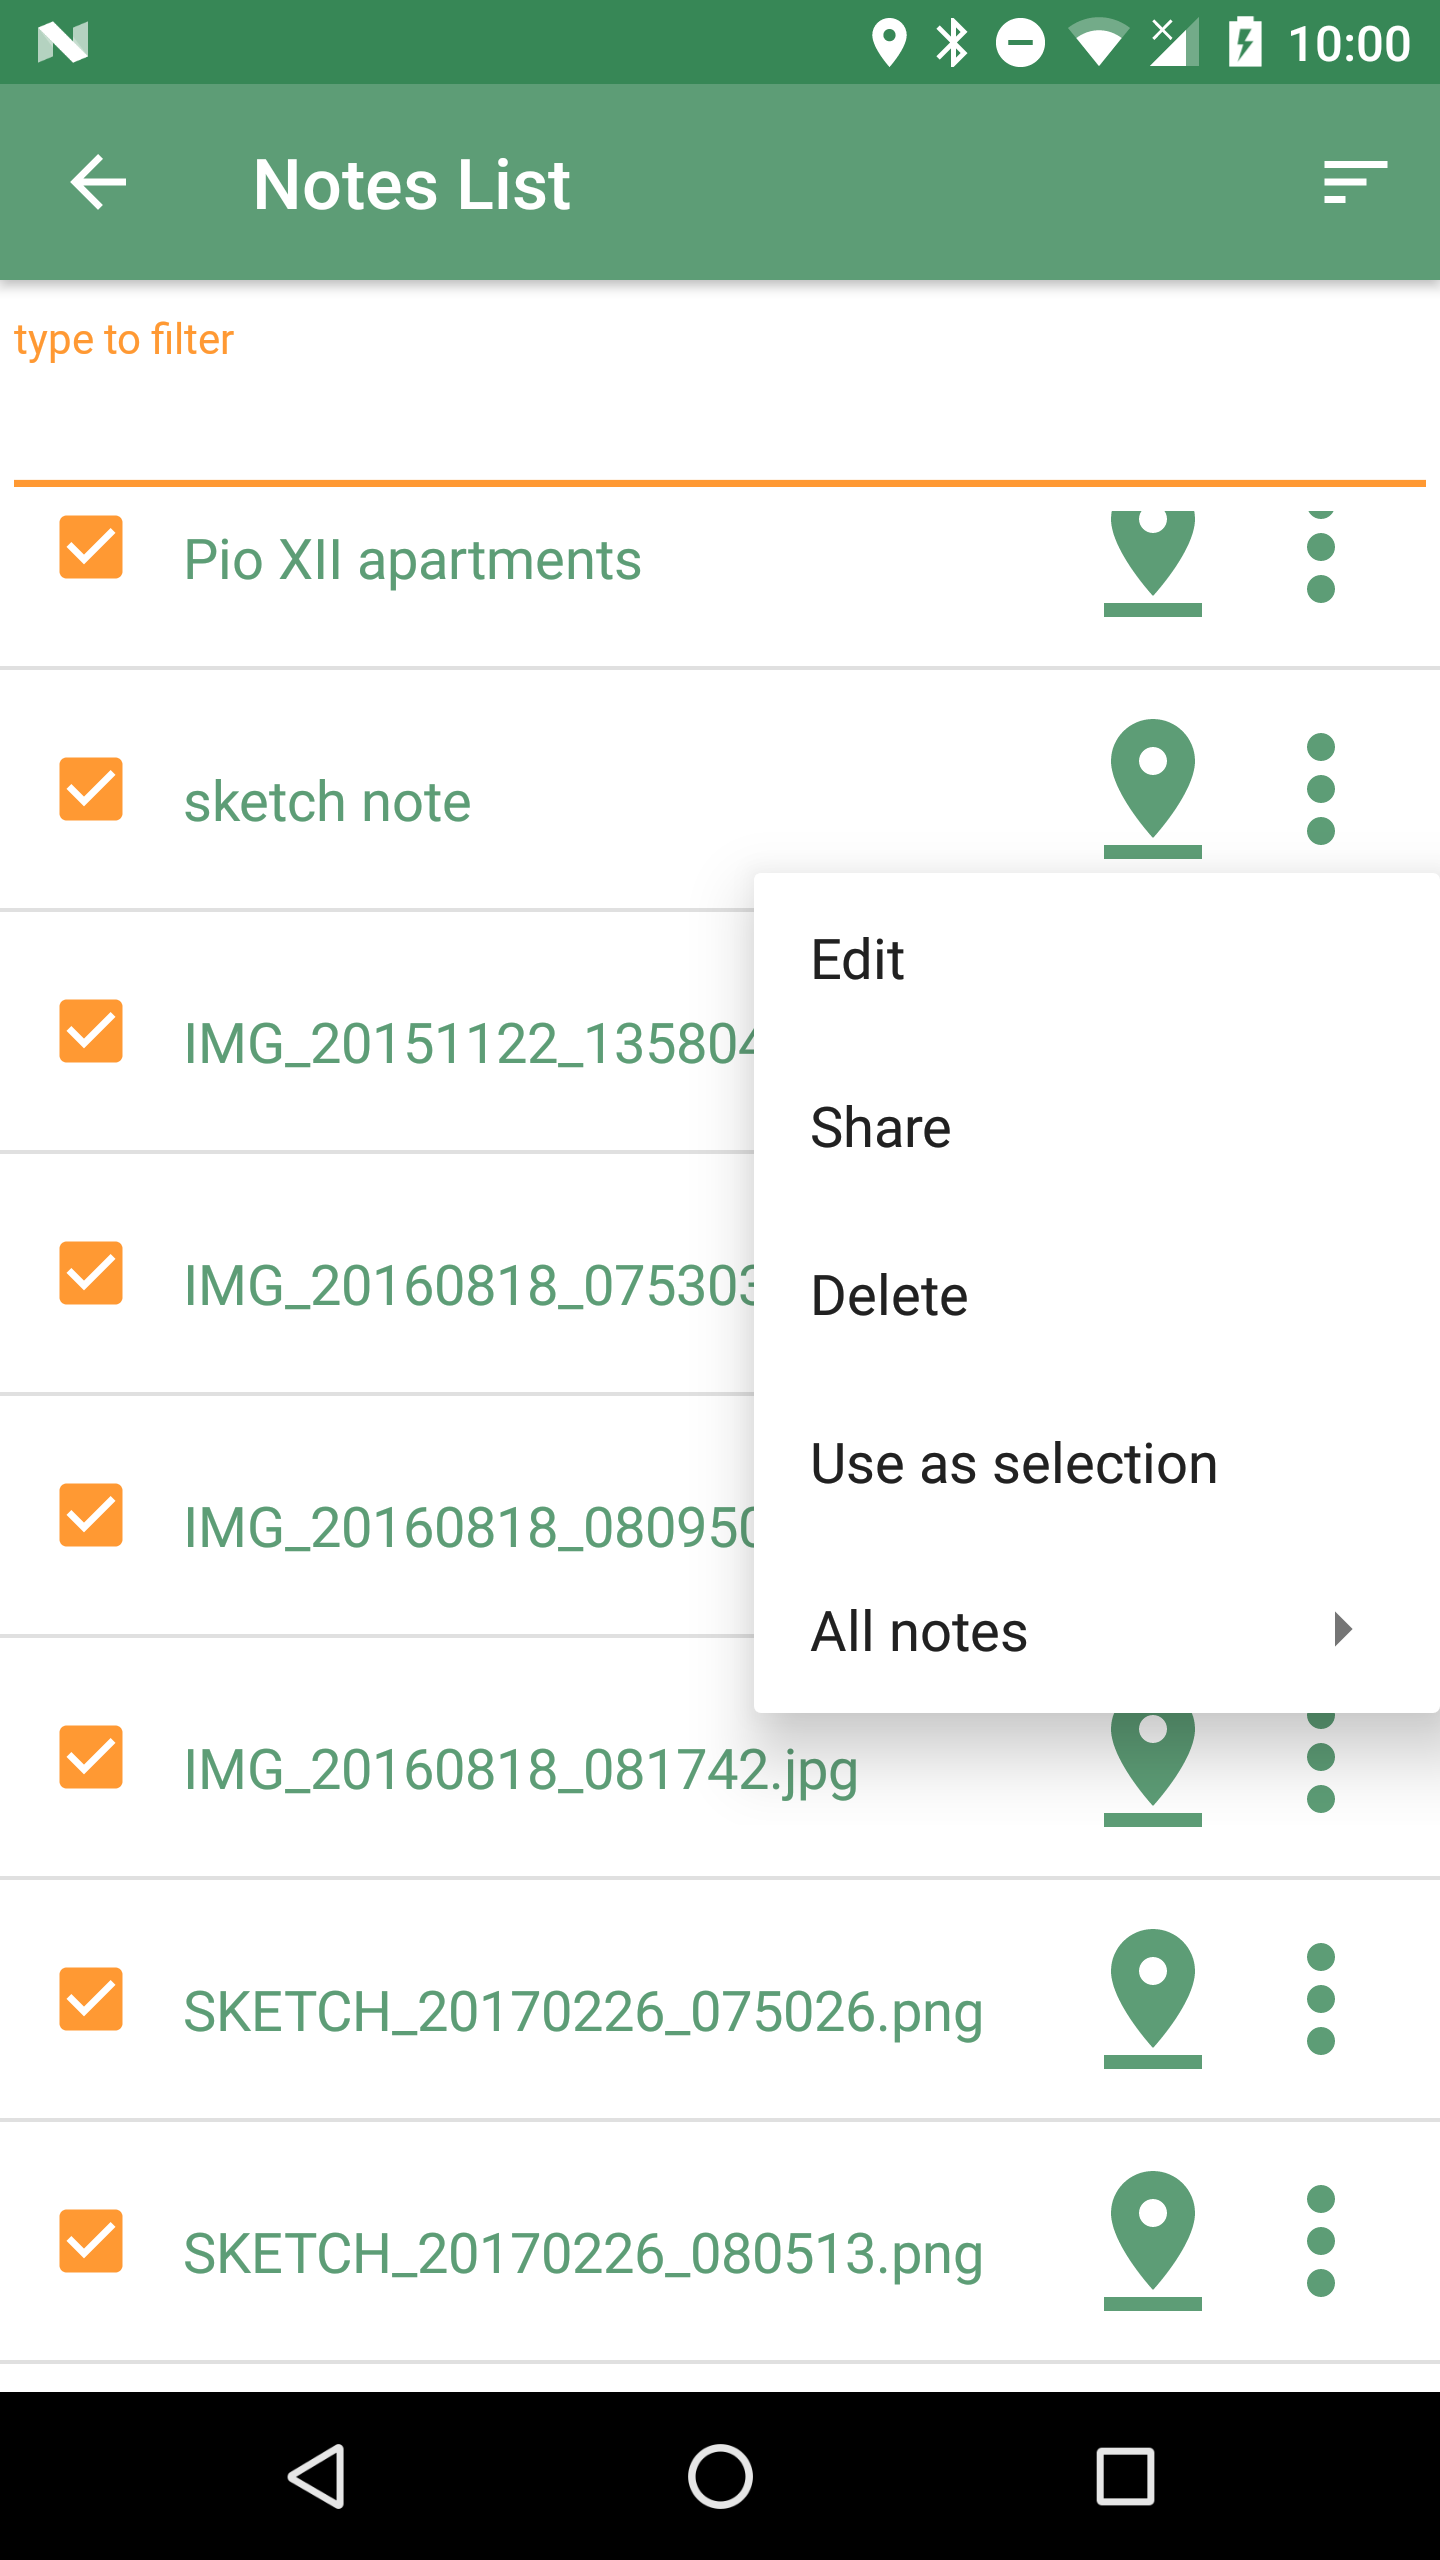 10:00
Notes List
type to filter
Pio XII apartments
sketch note
Edit
IMG_20151122_135804
Share
IMG_20160818_075303
Delete
IMG_20160818_080950
Use as selection
All notes
IMG_20160818_081742.jpg
SKETCH_20170226_075026.png
SKETCH_20170226_080513.png